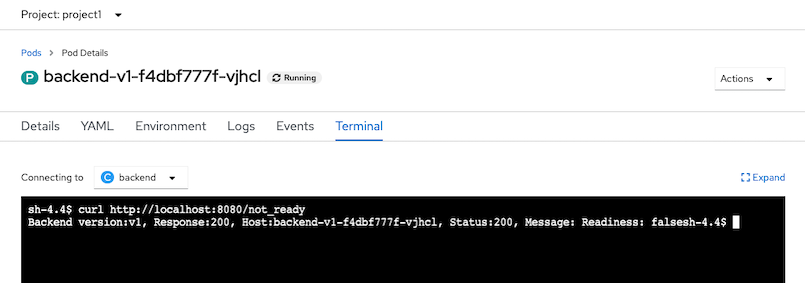 Project: project1
Pods > Pod Details
P backend-v1-f4dbf777f-vjhcl Running
Actions
Details YAML Environment Logs Events Terminal
Connecting to C backend Expand
sh-4.4$ curl http://localhost:8080/not_ready
Backend version:v1, Response:200, Host:backend-v1-f4dbf777f-vjhcl, Status:200, Message: Readiness: falsesh-4.4$